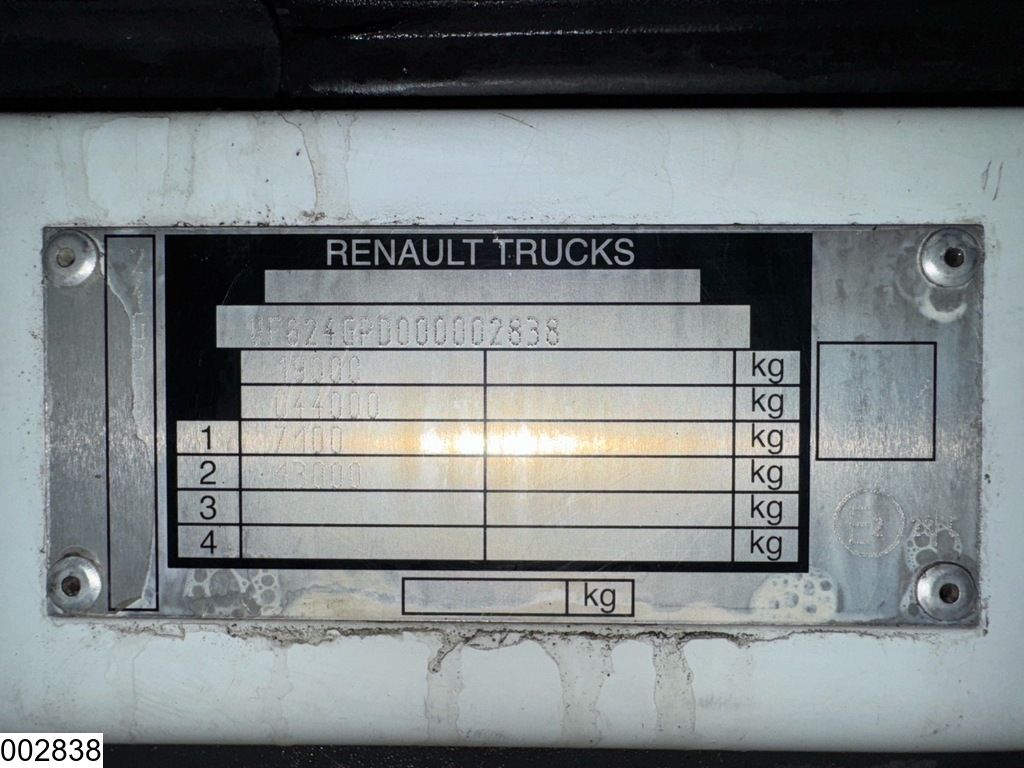 RENAULT TRUCKS
VF624GPD000002838
19000 kg
044000 kg
1 7100 kg
2 13000 kg
3 kg
4 kg
kg
002838